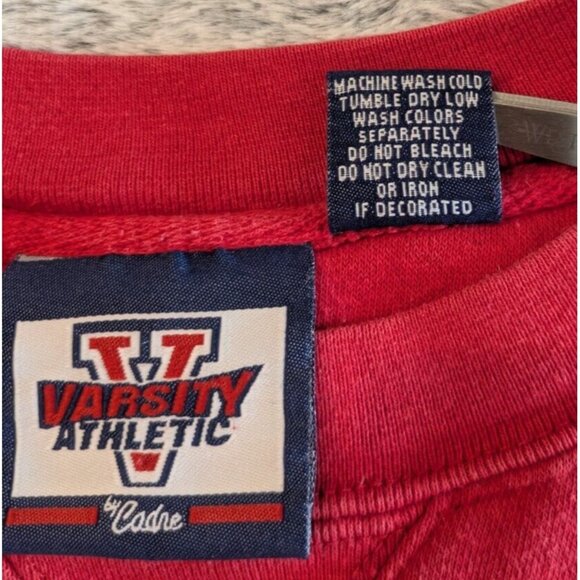 MACHINE WASH COLD
TUMBLE DRY LOW
WASH COLORS
SEPARATELY
DO NOT BLEACH
DO NOT DRY CLEAN
OR IRON
IF DECORATED
V
VARSITY
ATHLETIC
by Cadre